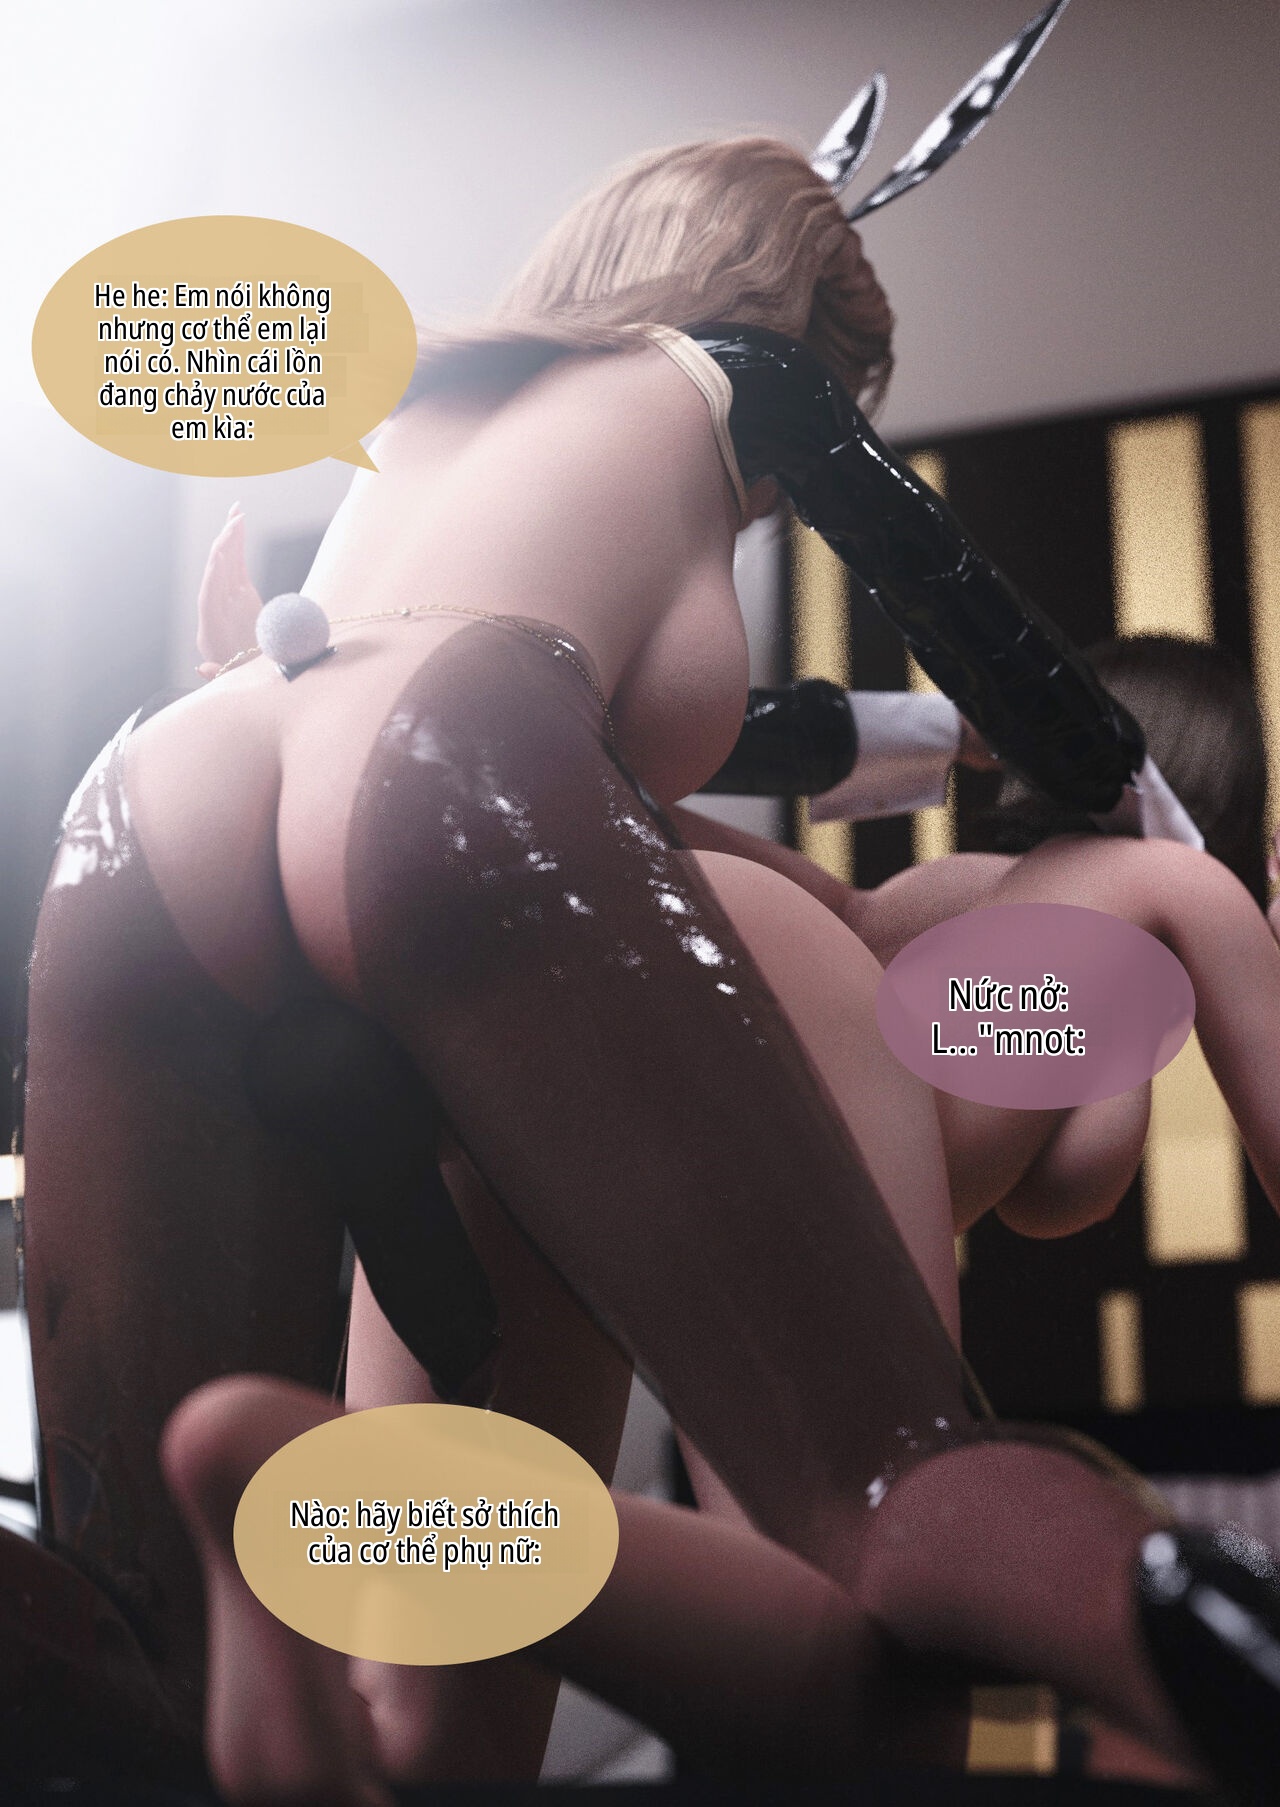 He he: Em nói không
nhưng cơ thể em lại
nói có. Nhìn cái lồn
đang chảy nước của
em kìa:
Nức nở:
L..."mnot:
Nào: hãy biết sở thích
của cơ thể phụ nữ: